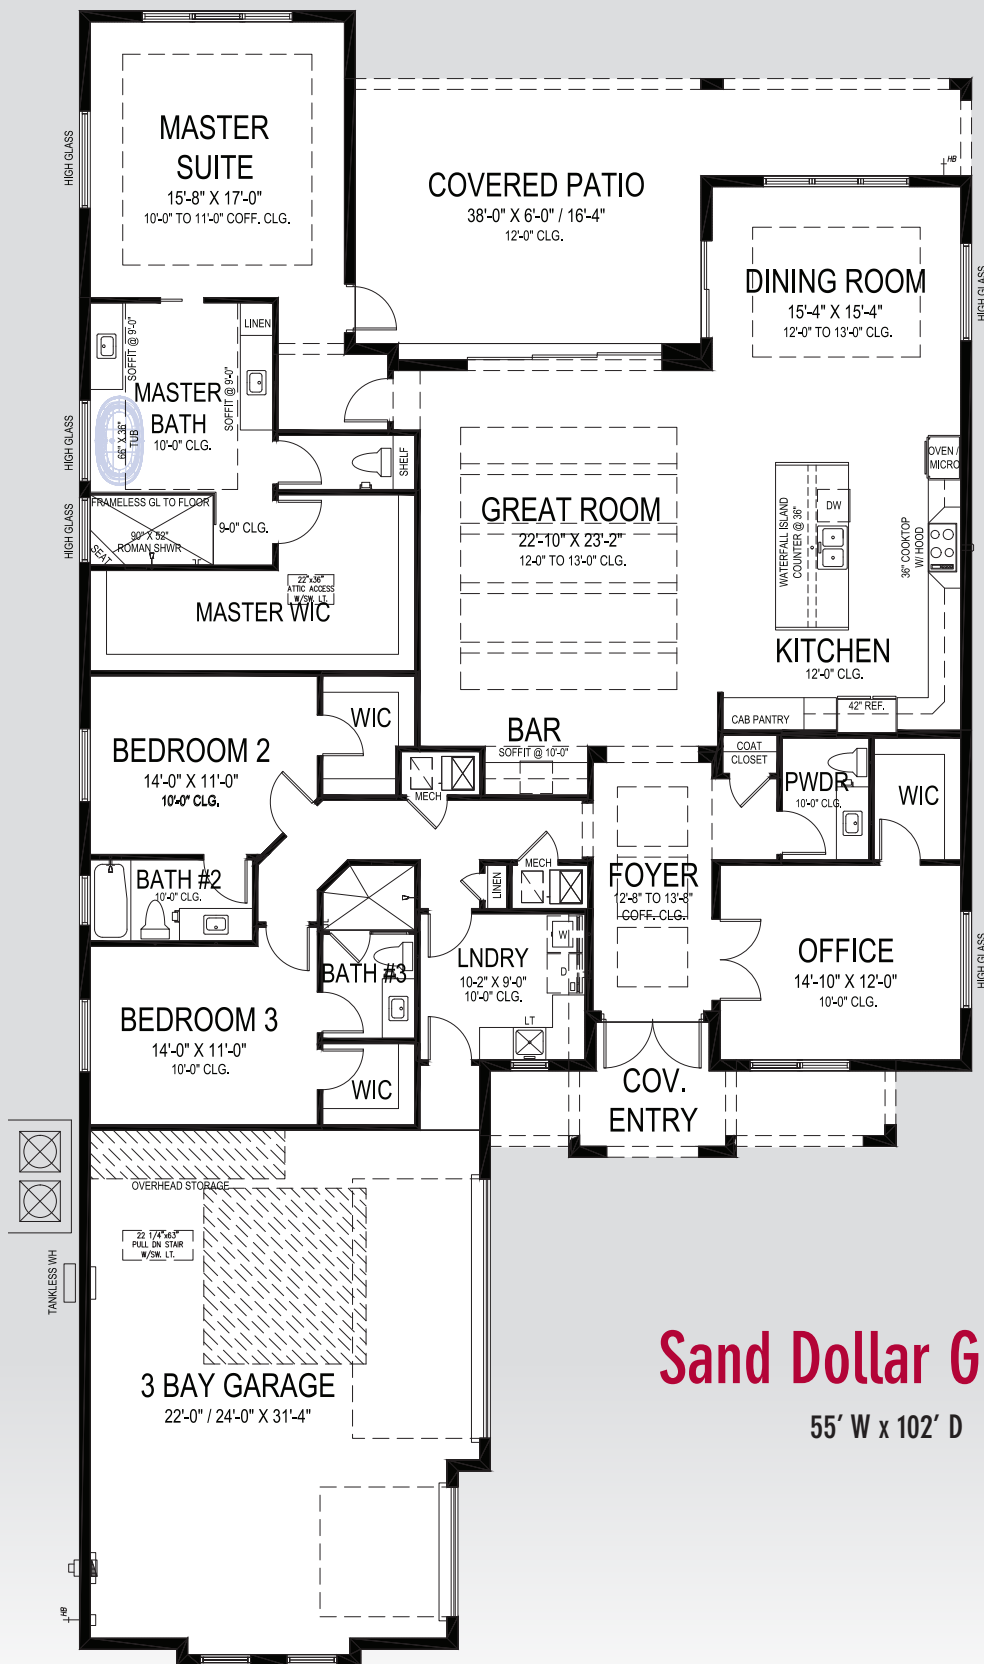 MASTER
SUITE
15'-8" X 17'-0"
10'-0" TO 11'-0" COFF. CLG.
HIGH GLASS
COVERED PATIO
38'-0" X 6'-0" / 16'-4"
12'-0" CLG.
HB
DINING ROOM
15'-4" X 15'-4"
12'-0" TO 13'-0" CLG.
HIGH GLASS
LINEN
SOFFIT @ 9'-0"
SOFFIT @ 9'-0"
MASTER
BATH
10'-0" CLG.
66" X 36"
TUB
HIGH GLASS
SHELF
FRAMELESS GL TO FLOOR
9-0" CLG.
90" X 52"
ROMAN SHWR
SEAT
HIGH GLASS
22"x36"
ATTIC ACCESS
W/SW. LT.
MASTER WIC
GREAT ROOM
22'-10" X 23'-2"
12-0" TO 13'-0" CLG.
OVEN /
MICRO
DW
WATERFALL ISLAND
COUNTER @ 36"
36" COOKTOP
W/ HOOD
KITCHEN
12'-0" CLG.
42" REF.
CAB PANTRY
BAR
SOFFIT @ 10'-0"
WIC
BEDROOM 2
14'-0" X 11'-0"
10'-0" CLG.
MECH
COAT
CLOSET
PWDR
10'-0" CLG.
WIC
BATH #2
10'-0" CLG.
MECH
LINEN
FOYER
12'-8" TO 13'-8"
COFF. CLG.
W
D
LNDRY
10-2" X 9'-0"
10'-0" CLG.
LT
OFFICE
14'-10" X 12'-0"
10'-0" CLG.
HIGH GLASS
BATH #3
BEDROOM 3
14'-0" X 11'-0"
10'-0" CLG.
WIC
COV.
ENTRY
OVERHEAD STORAGE
22 1/4"x63"
PULL DN STAIR
W/SW. LT.
TANKLESS WH
3 BAY GARAGE
22'-0" / 24'-0" X 31'-4"
HB
Sand Dollar G
55' W x 102' D